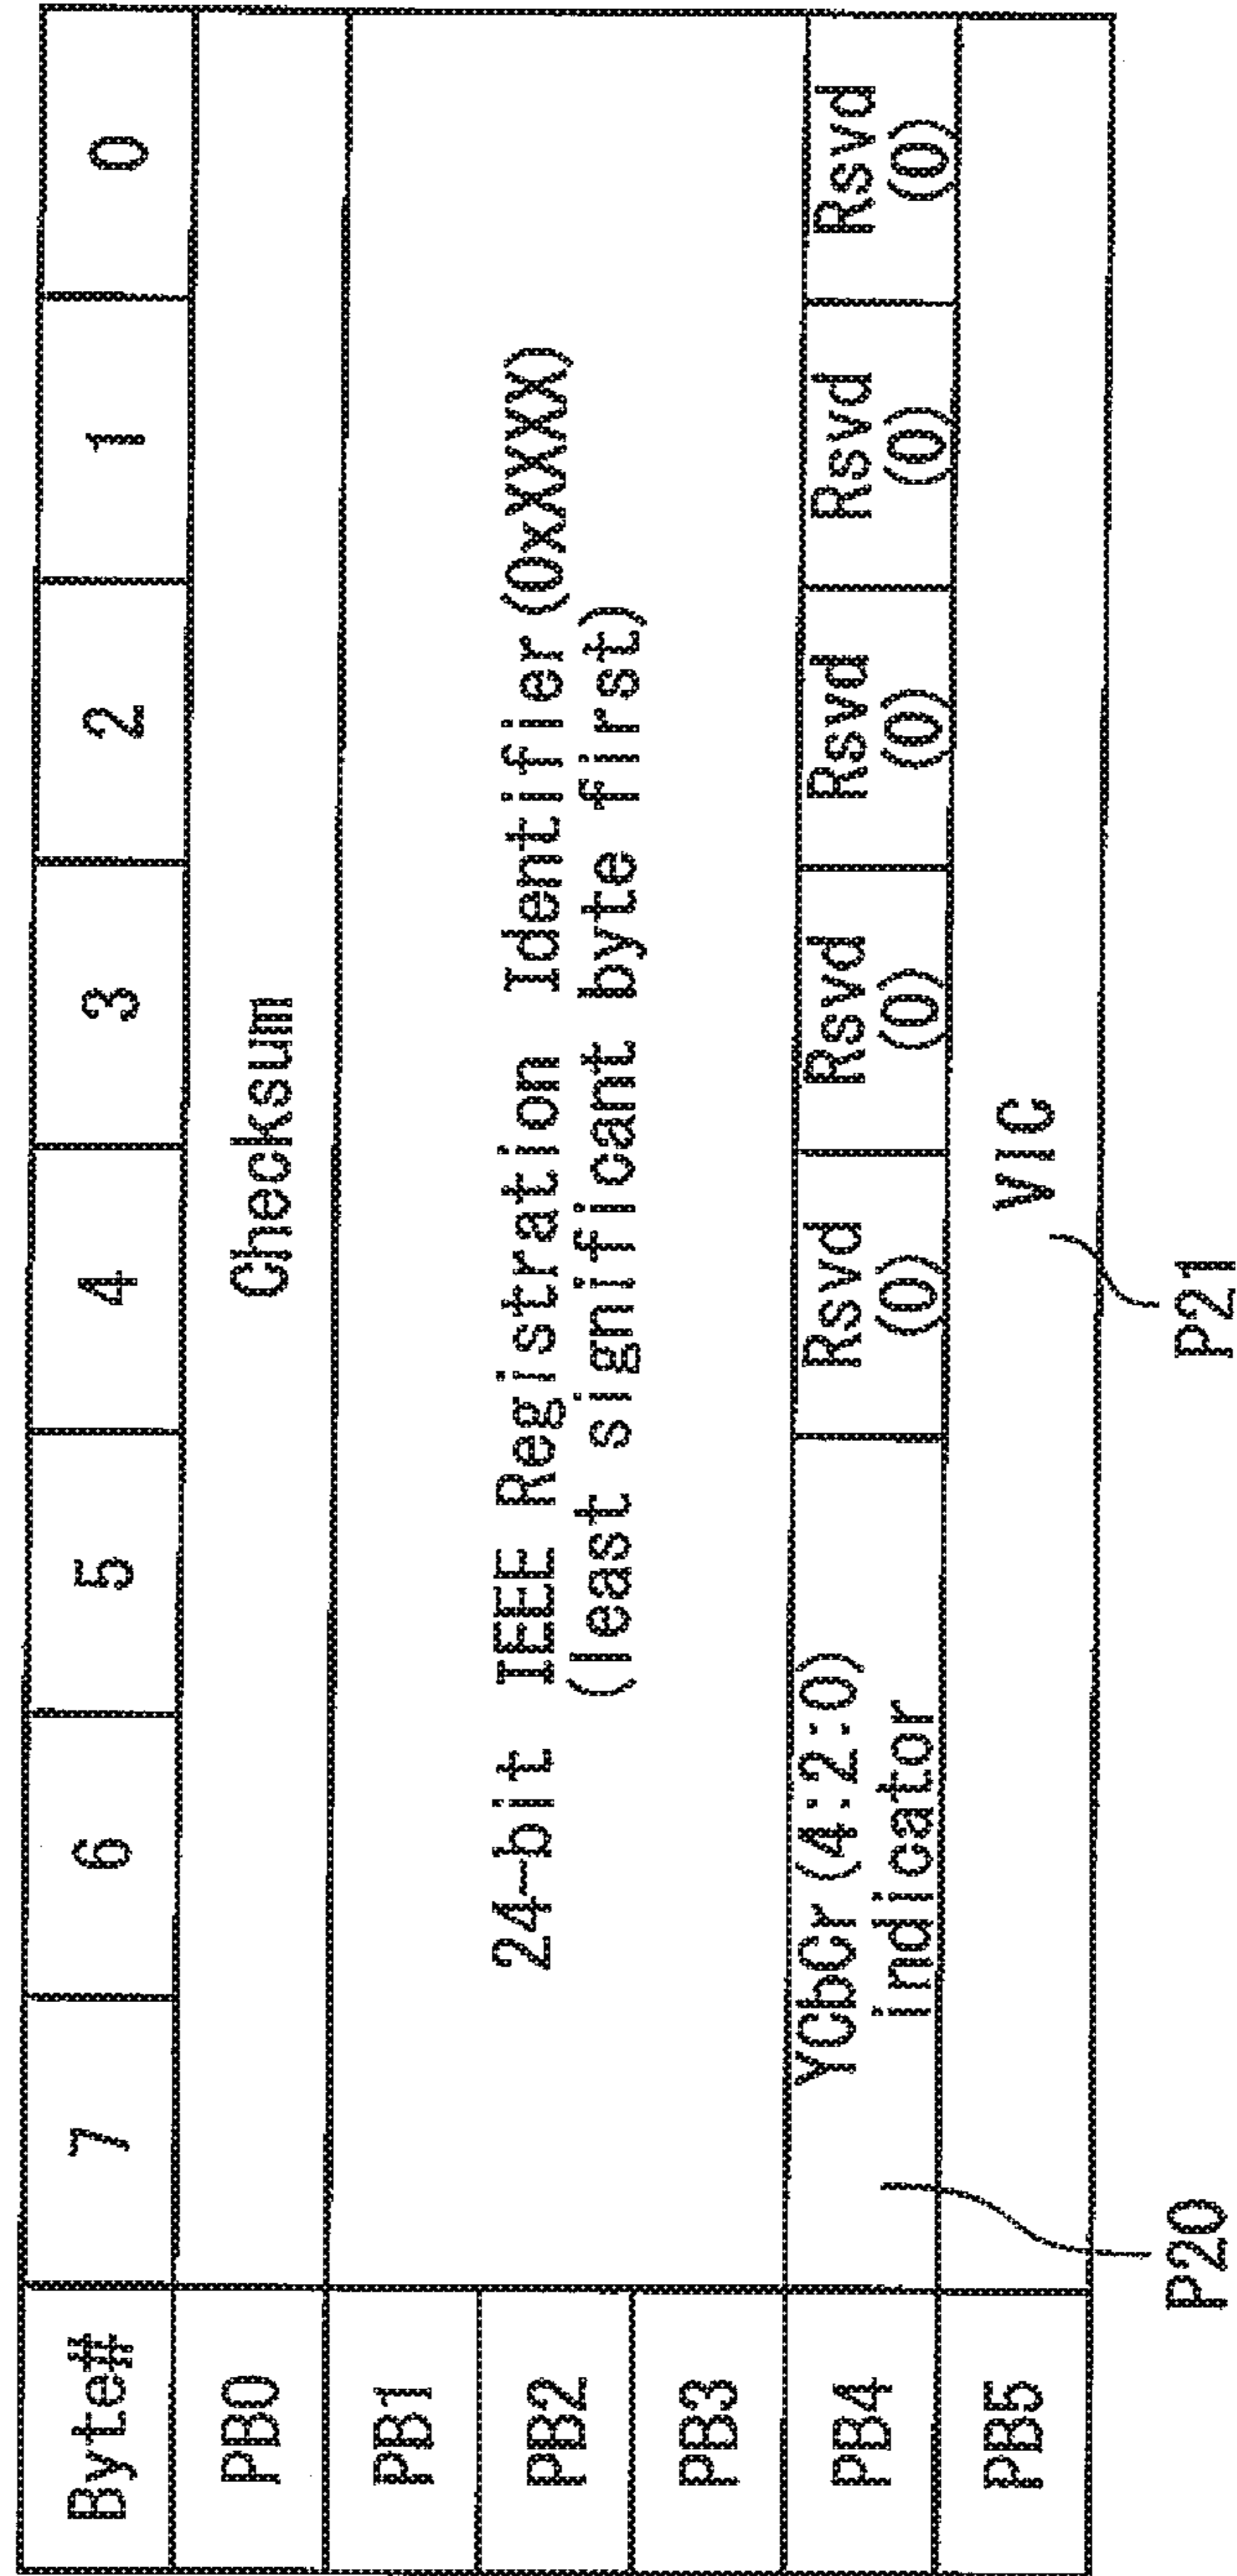 Byte# 7 6 5 4 3 2 1 0
PB0 Checksum
PB1
PB2 24-bit IEEE Registration Identifier (0xXXXX)
(least significant byte first)
PB3
PB4 YCbCr (4:2:0) indicator Rsvd (0) Rsvd (0) Rsvd (0) Rsvd (0) Rsvd (0)
PB5 VIC
P20 P21